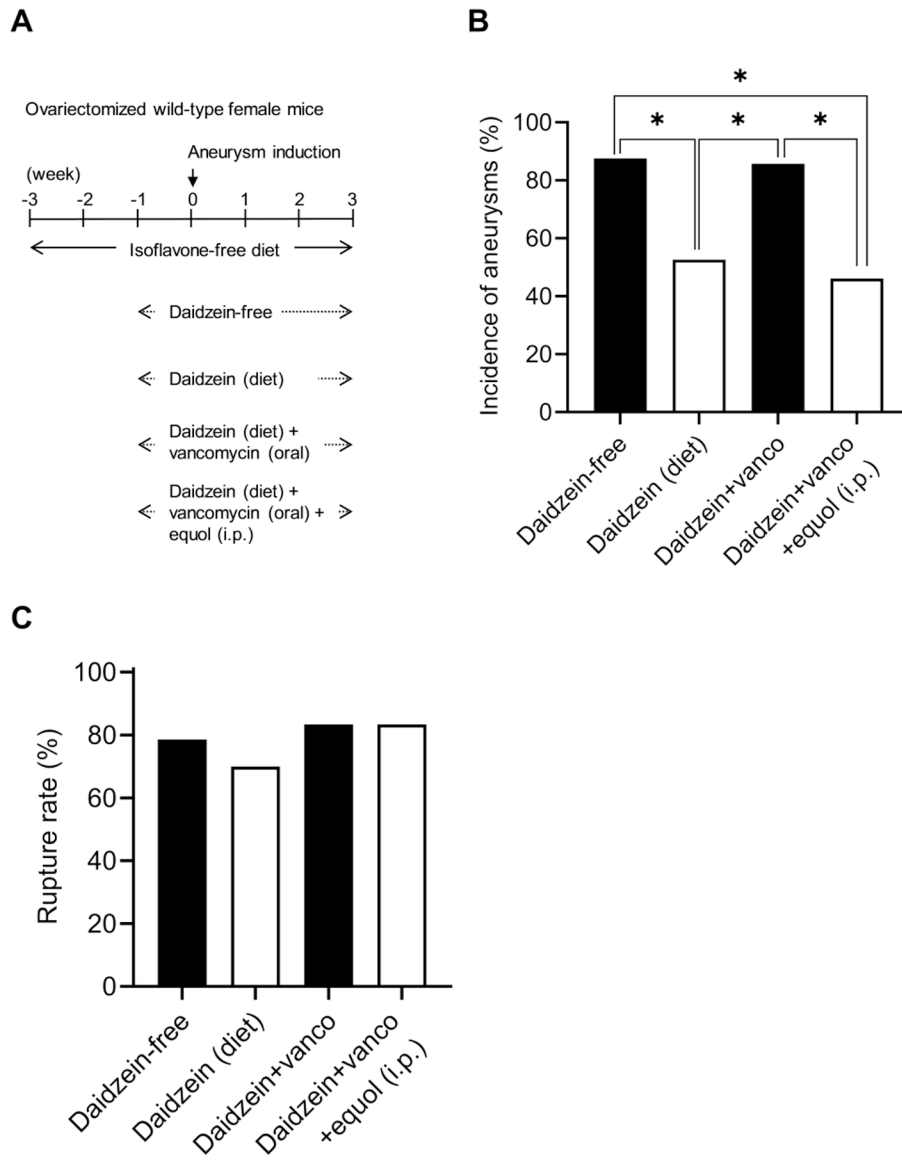 A
Ovariectomized wild-type female mice
Aneurysm induction
(week)
-3 -2 -1 0 1 2 3
Isoflavone-free diet
Daidzein-free
Daidzein (diet)
Daidzein (diet) +
vancomycin (oral)
Daidzein (diet) +
vancomycin (oral) +
equol (i.p.)
B
Incidence of aneurysms (%)
100
80
60
40
20
0
*
* * *
Daidzein-free
Daidzein (diet)
Daidzein+vanco
Daidzein+vanco
+equol (i.p.)
C
Rupture rate (%)
100
80
60
40
20
0
Daidzein-free
Daidzein (diet)
Daidzein+vanco
Daidzein+vanco
+equol (i.p.)